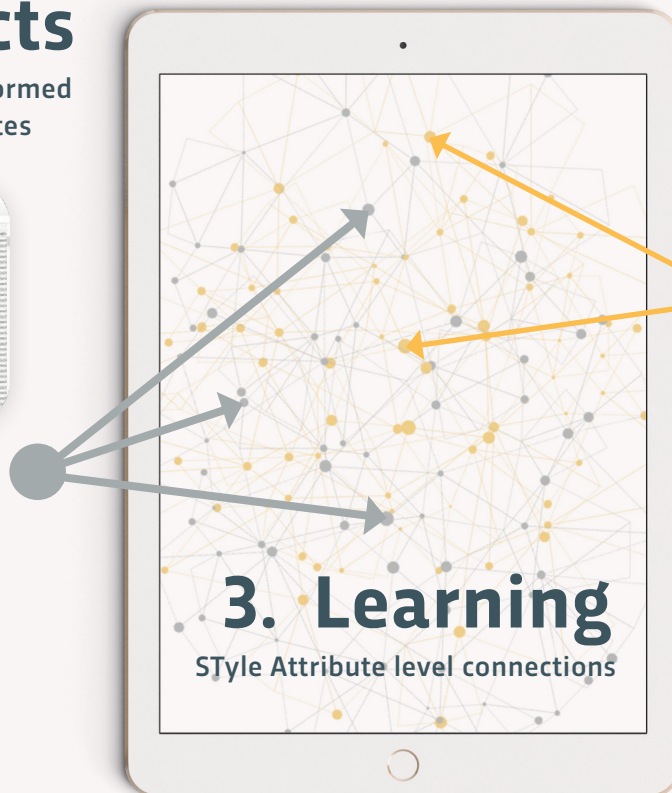 cts
ormed
tes
3. Learning
STyle Attribute level connections